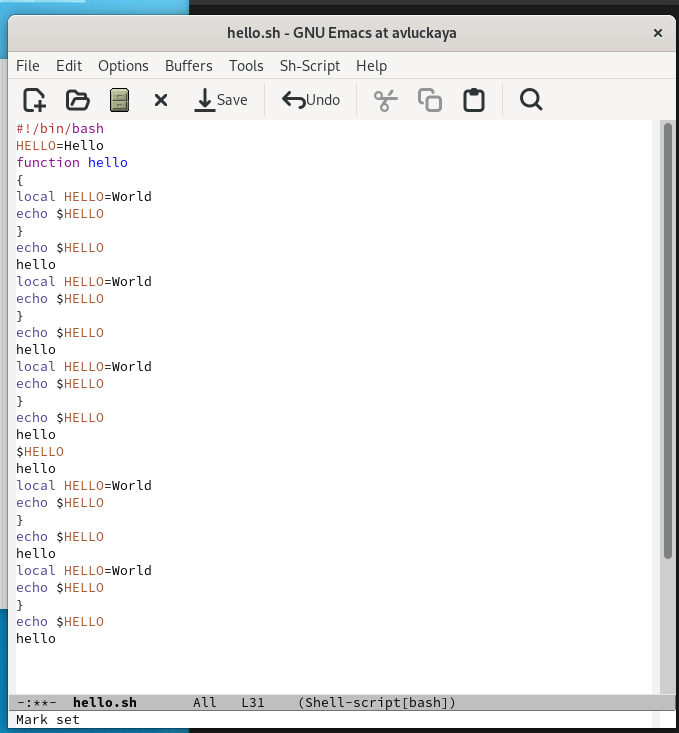 hello.sh - GNU Emacs at avluckaya ×
File Edit Options Buffers Tools Sh-Script Help
Save Undo
#!/bin/bash
HELLO=Hello
function hello
{
local HELLO=World
echo $HELLO
}
echo $HELLO
hello
local HELLO=World
echo $HELLO
}
echo $HELLO
hello
local HELLO=World
echo $HELLO
}
echo $HELLO
hello
$HELLO
hello
local HELLO=World
echo $HELLO
}
echo $HELLO
hello
local HELLO=World
echo $HELLO
}
echo $HELLO
hello
-:**- hello.sh All L31 (Shell-script[bash])
Mark set